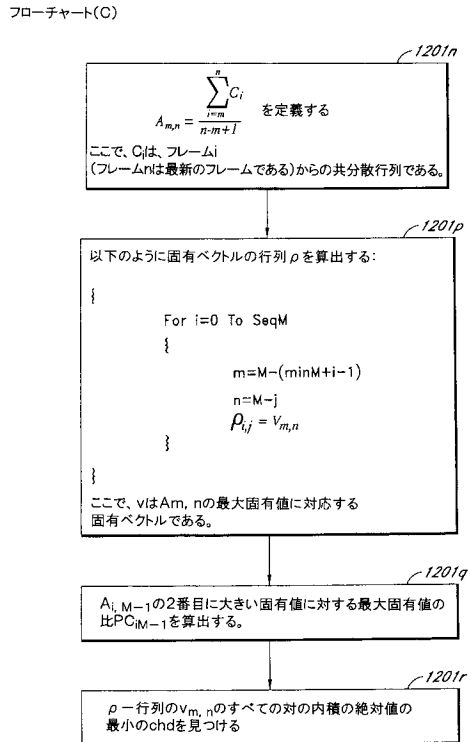 フローチャート(C)
1201n
A_{m,n} = \frac{\sum_{i=m}^{n} C_i}{n-m+1} を定義する
ここで、C_iは、フレームi
(フレームnは最新のフレームである)からの共分散行列である。
1201p
以下のように固有ベクトルの行列ρを算出する:
{
For i=0 To SeqM
{
m=M-(minM+i-1)
n=M-j
ρ_{i,j} = V_{m,n}
}
}
ここで、vはAm, nの最大固有値に対応する
固有ベクトルである。
1201q
A_{i, M-1}の2番目に大きい固有値に対する最大固有値の
比PC_{iM-1}を算出する。
1201r
ρー行列のv_{m, n}のすべての対の内積の絶対値の
最小のchdを見つける